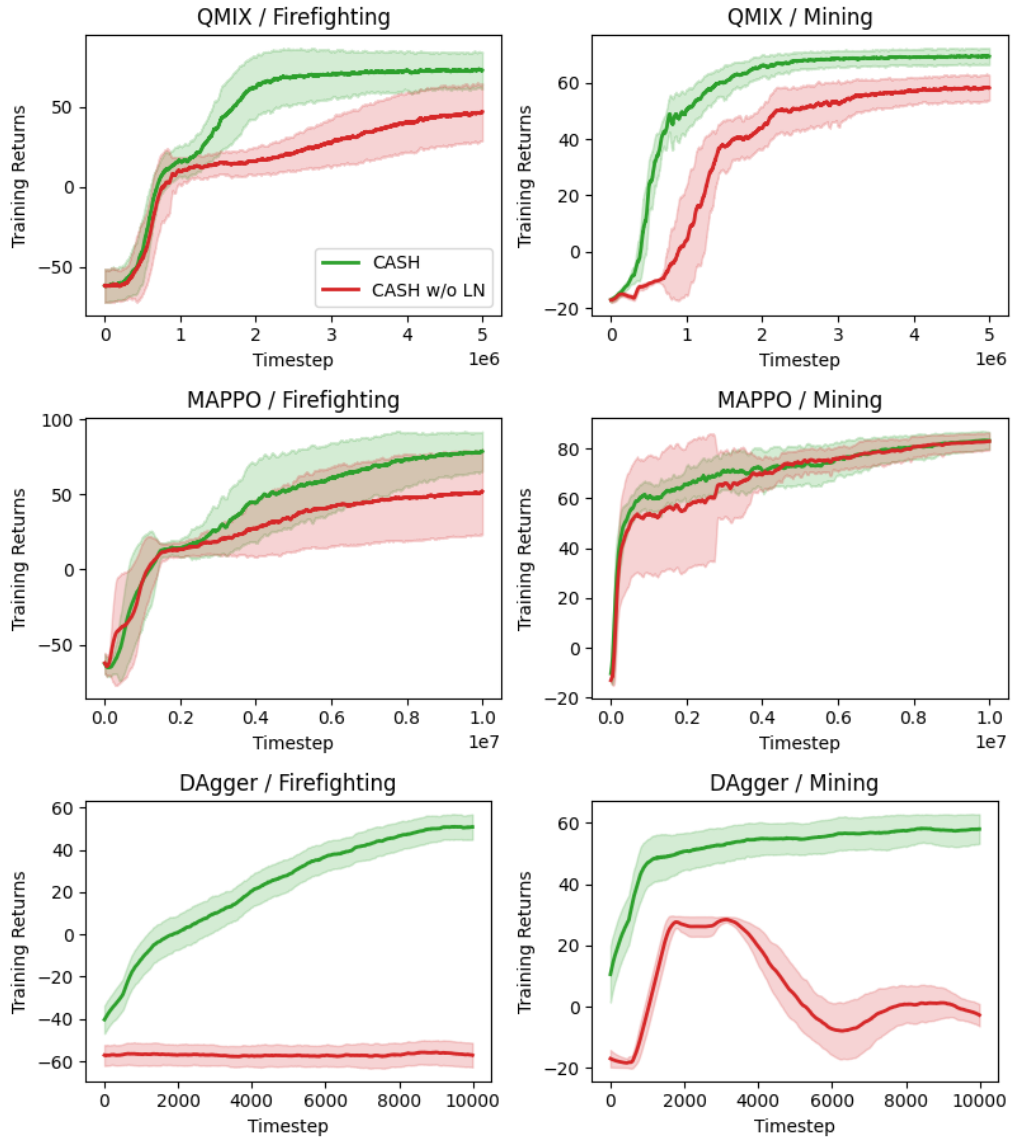 QMIX / Firefighting
Training Returns
50
0
−50
CASH
CASH w/o LN
0 1 2 3 4 5
1e6
Timestep
QMIX / Mining
Training Returns
60
40
20
0
−20
0 1 2 3 4 5
1e6
Timestep
MAPPO / Firefighting
Training Returns
100
50
0
−50
0.0 0.2 0.4 0.6 0.8 1.0
1e7
Timestep
MAPPO / Mining
Training Returns
80
60
40
20
0
−20
0.0 0.2 0.4 0.6 0.8 1.0
1e7
Timestep
DAgger / Firefighting
Training Returns
60
40
20
0
−20
−40
−60
0 2000 4000 6000 8000 10000
Timestep
DAgger / Mining
Training Returns
60
40
20
0
−20
0 2000 4000 6000 8000 10000
Timestep